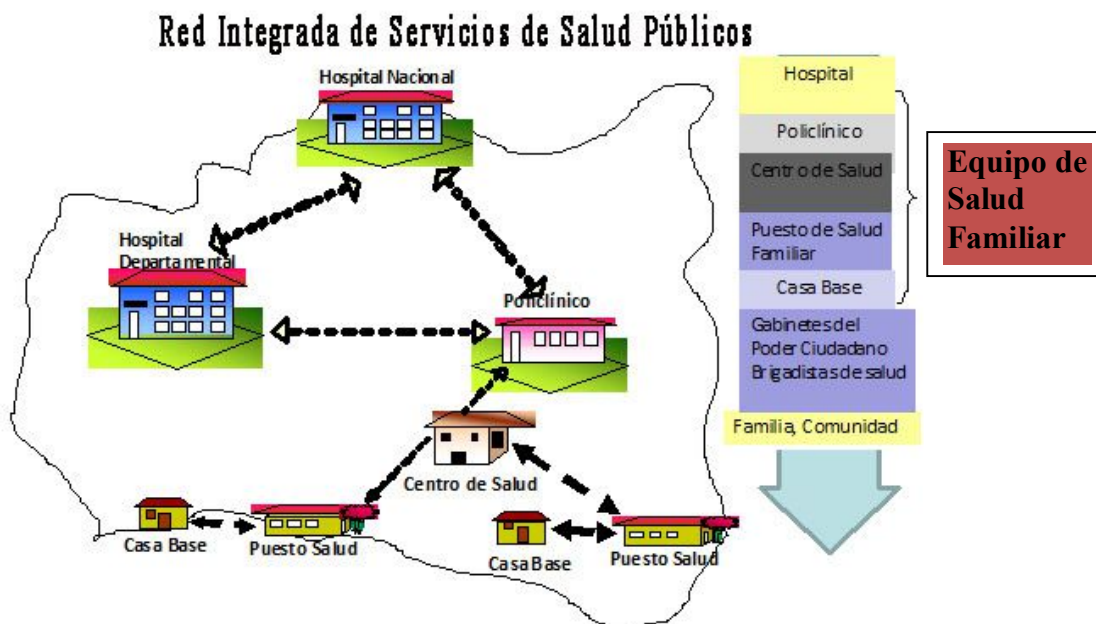 Red Integrada de Servicios de Salud Públicos
Hospital Nacional
Hospital
Departamental
Policlínico
Centro de Salud
Casa Base
Puesto Salud
Casa Base
Puesto Salud
Hospital
Policlínico
Centro de Salud
Puesto de Salud
Familiar
Casa Base
Gabinetes del
Poder Ciudadano
Brigadistas de salud
Familia, Comunidad
Equipo de
Salud
Familiar